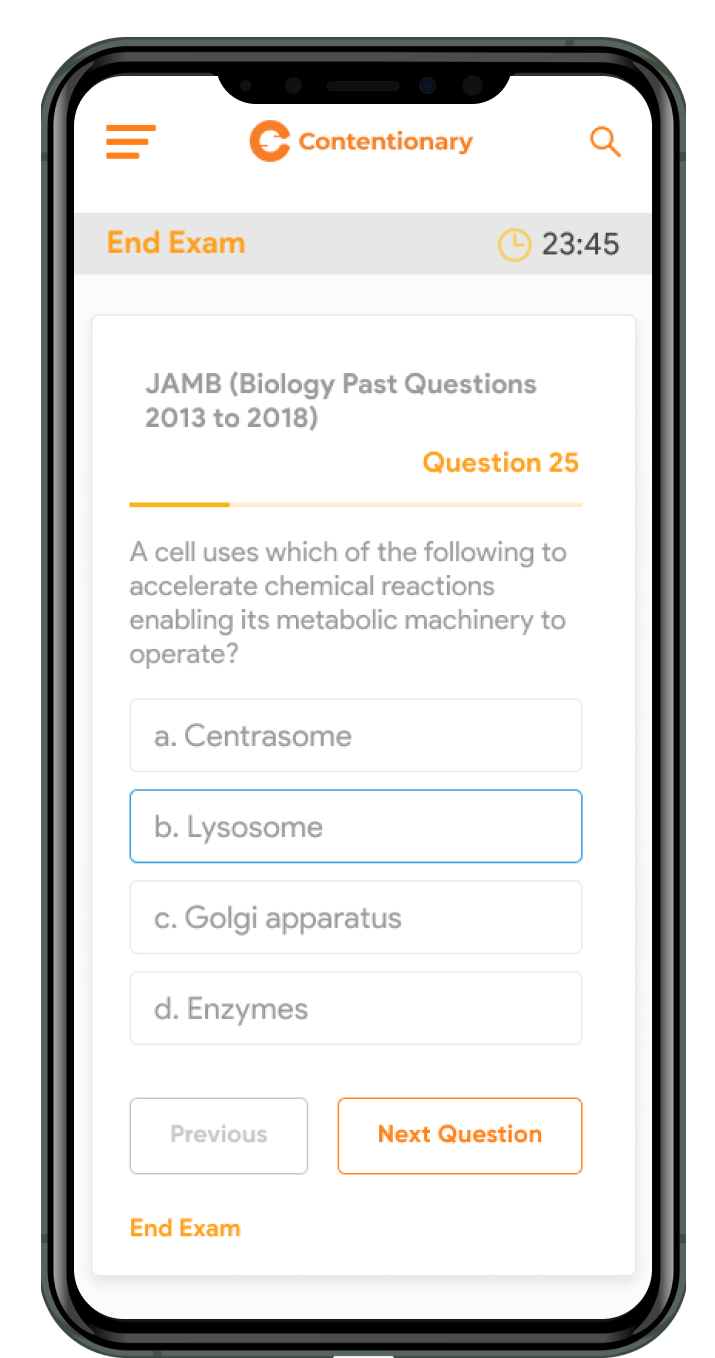 Contentionary
End Exam
23:45
JAMB (Biology Past Questions
2013 to 2018)
Question 25
A cell uses which of the following to
accelerate chemical reactions
enabling its metabolic machinery to
operate?
a. Centrasome
b. Lysosome
c. Golgi apparatus
d. Enzymes
Previous
Next Question
End Exam